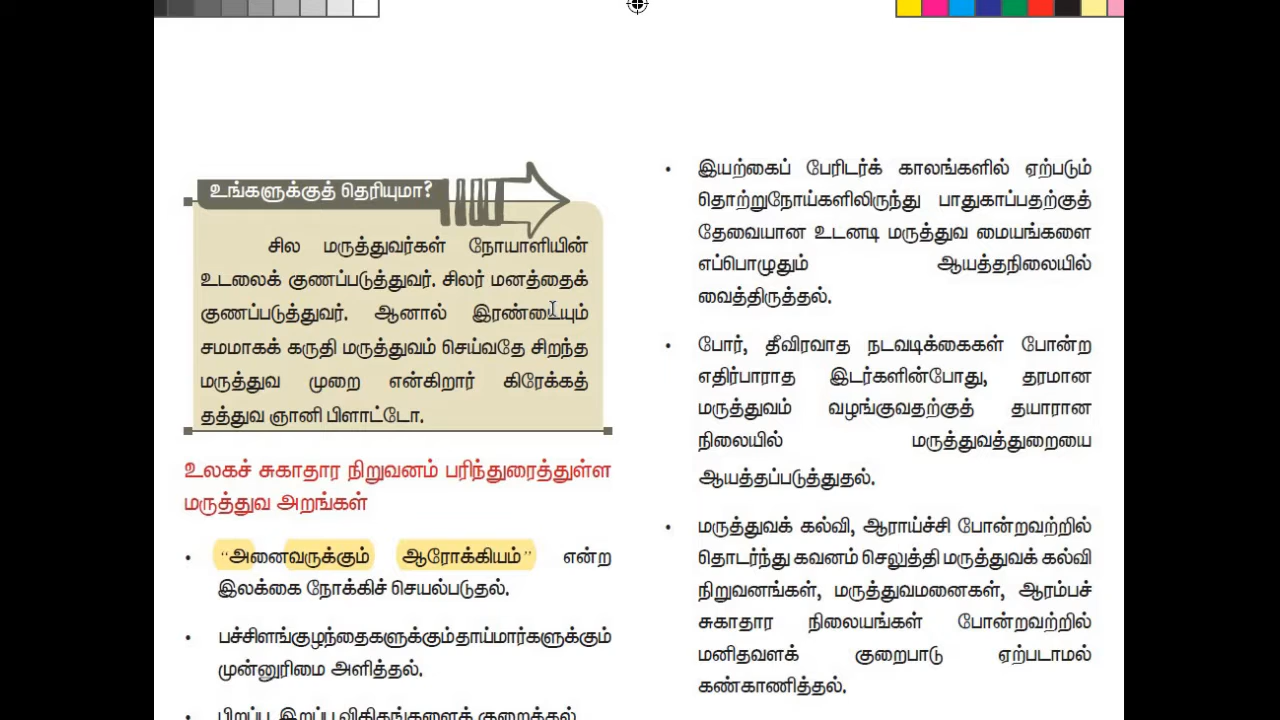 உங்களுக்குத் தெரியுமா?
சில மருத்துவர்கள் நோயாளியின்
உடலைக் குணப்படுத்துவர். சிலர் மனத்தைக்
குணப்படுத்துவர். ஆனால் இரண்டையும்
சமமாகக் கருதி மருத்துவம் செய்வதே சிறந்த
மருத்துவ முறை என்கிறார் கிரேக்கத்
தத்துவ ஞானி பிளாட்டோ.
உலகச் சுகாதார நிறுவனம் பரிந்துரைத்துள்ள
மருத்துவ அறங்கள்
• “அனைவருக்கும் ஆரோக்கியம்” என்ற
இலக்கை நோக்கிச் செயல்படுதல்.
• பச்சிளங்குழந்தைகளுக்கும் தாய்மார்களுக்கும்
முன்னுரிமை அளித்தல்.
பிறப்பு, இறப்பு விகிதங்களைக் குறைத்தல்
• இயற்கைப் பேரிடர்க் காலங்களில் ஏற்படும்
தொற்றுநோய்களிலிருந்து பாதுகாப்பதற்குத்
தேவையான உடனடி மருத்துவ மையங்களை
எப்பொழுதும் ஆயத்தநிலையில்
வைத்திருத்தல்.
• போர், தீவிரவாத நடவடிக்கைகள் போன்ற
எதிர்பாராத இடர்களின்போது, தரமான
மருத்துவம் வழங்குவதற்குத் தயாரான
நிலையில் மருத்துவத்துறையை
ஆயத்தப்படுத்துதல்.
• மருத்துவக் கல்வி, ஆராய்ச்சி போன்றவற்றில்
தொடர்ந்து கவனம் செலுத்தி மருத்துவக் கல்வி
நிறுவனங்கள், மருத்துவமனைகள், ஆரம்பச்
சுகாதார நிலையங்கள் போன்றவற்றில்
மனிதவளக் குறைபாடு ஏற்படாமல்
கண்காணித்தல்.